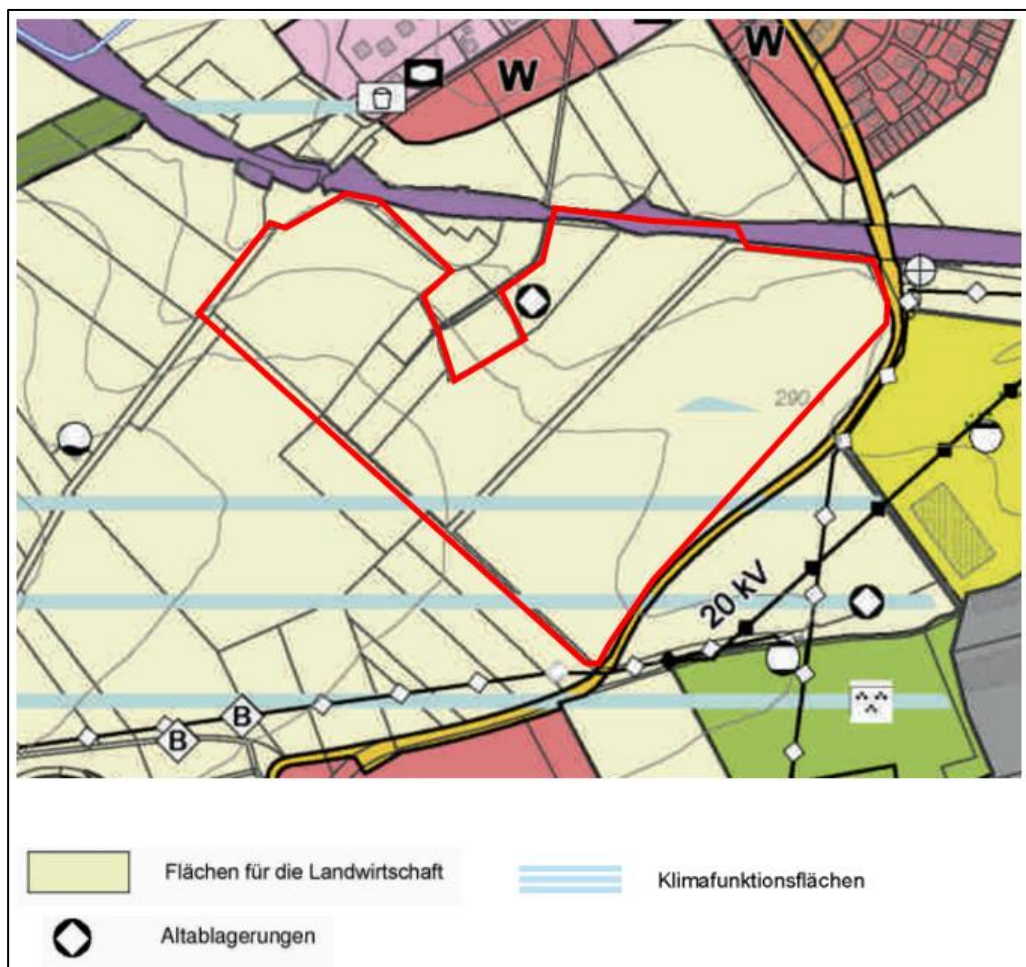 W
W
290
20 kV
B
B
Flächen für die Landwirtschaft
Klimafunktionsflächen
Altablagerungen